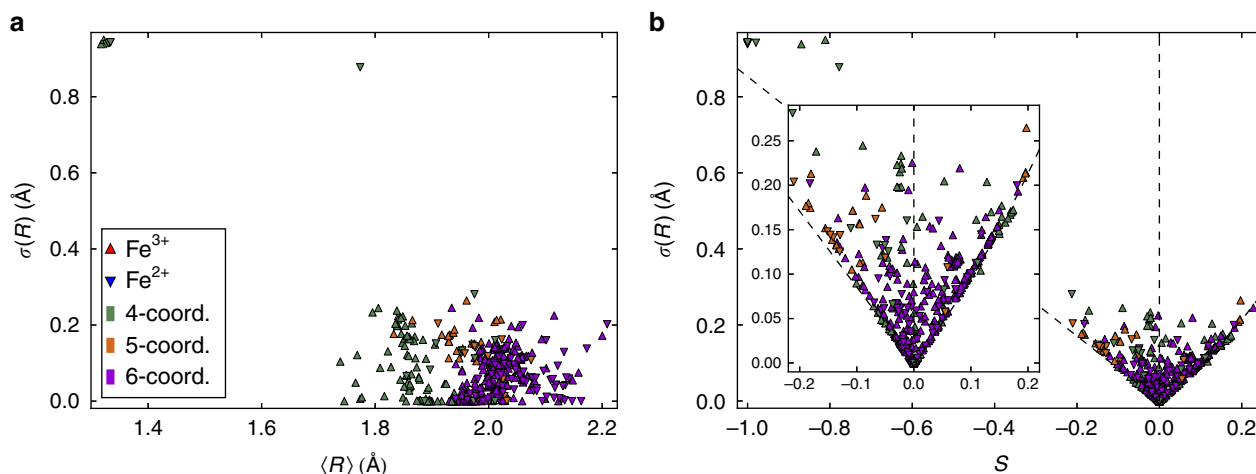 a
σ(R) (Å)
0.8
0.6
0.4
0.2
0.0
Fe3+
Fe2+
4-coord.
5-coord.
6-coord.
1.4 1.6 1.8 2.0 2.2
⟨R⟩ (Å)
b
σ(R) (Å)
0.8
0.6
0.4
0.2
0.0
0.25
0.20
0.15
0.10
0.05
0.00
−0.2 −0.1 0.0 0.1 0.2
−1.0 −0.8 −0.6 −0.4 −0.2 0.0 0.2
S